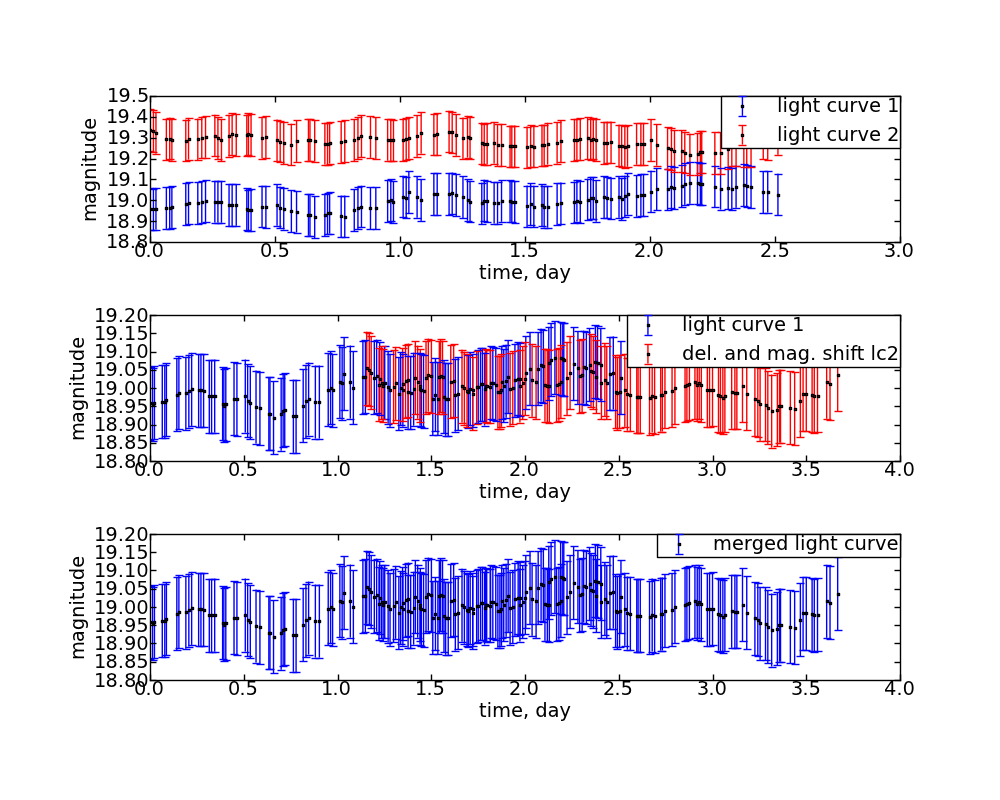 19.5
19.4
19.3
19.2
19.1
19.0
18.9
18.8
magnitude
light curve 1
light curve 2
0.0 0.5 1.0 1.5 2.0 2.5 3.0
time, day
19.20
19.15
19.10
19.05
19.00
18.95
18.90
18.85
18.80
magnitude
light curve 1
del. and mag. shift lc2
0.0 0.5 1.0 1.5 2.0 2.5 3.0 3.5 4.0
time, day
19.20
19.15
19.10
19.05
19.00
18.95
18.90
18.85
18.80
magnitude
merged light curve
0.0 0.5 1.0 1.5 2.0 2.5 3.0 3.5 4.0
time, day